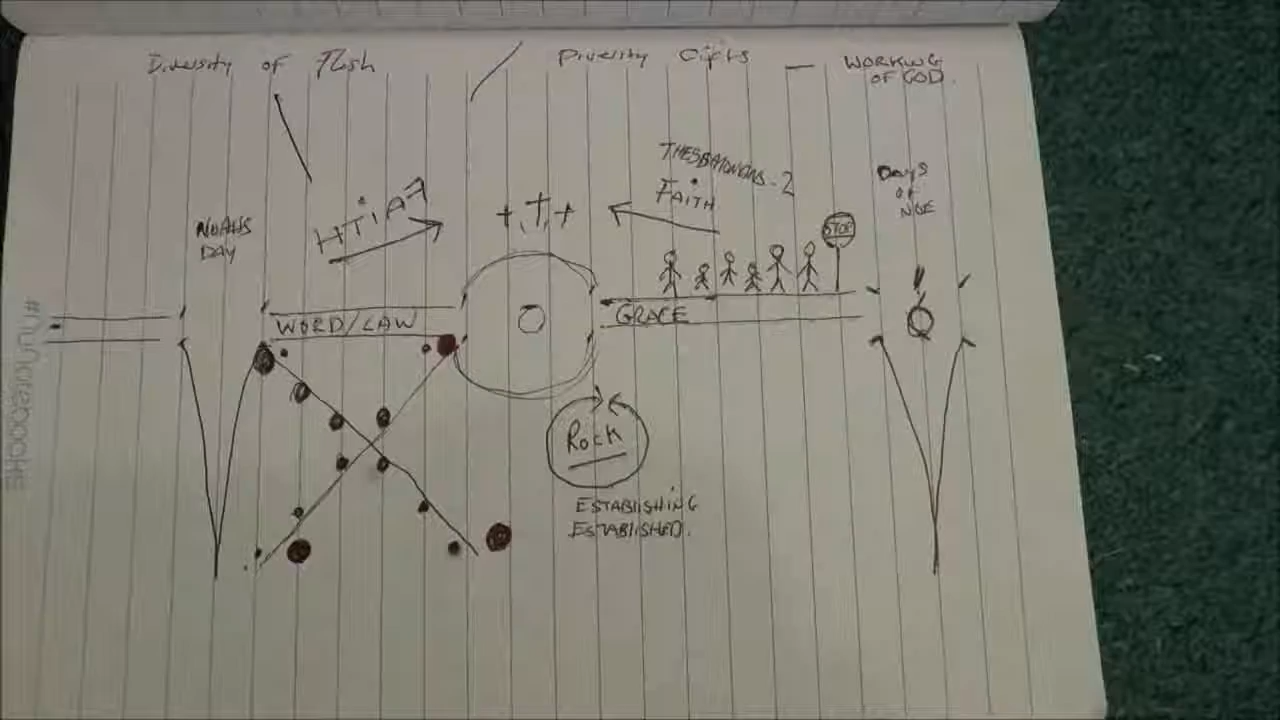 Diversity of Flesh
Diversity Gifts — WORKING
OF GOD.
THESSALONIANS - 2
FAiTH
DAYS
of
NOE
NOAHS
DAY
HTiAF
STOP
WORD/LAW
GRACE
ROCK
ESTABLISHING
ESTABLISHED.